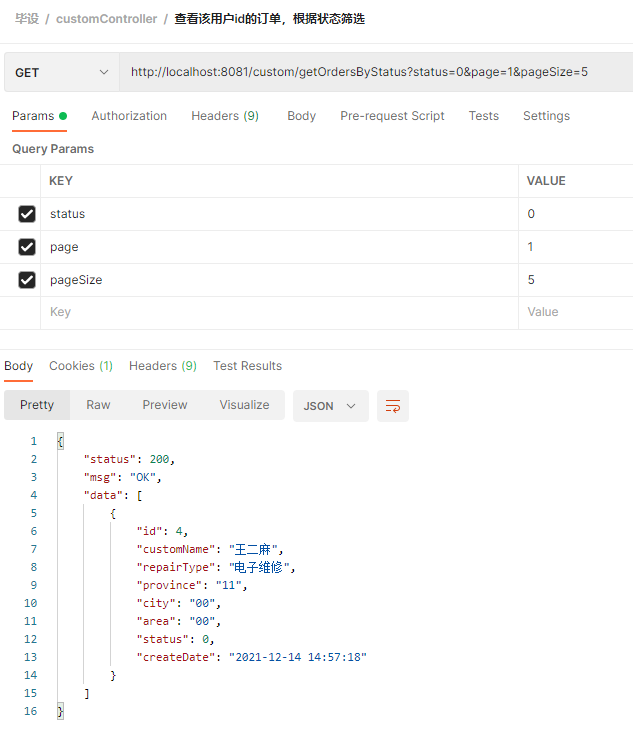 毕设 / customController / 查看该用户id的订单，根据状态筛选
GET http://localhost:8081/custom/getOrdersByStatus?status=0&page=1&pageSize=5
Params Authorization Headers (9) Body Pre-request Script Tests Settings
Query Params
KEY VALUE
status 0
page 1
pageSize 5
Key Value
Body Cookies (1) Headers (9) Test Results
Pretty Raw Preview Visualize JSON
1 {
2 "status": 200,
3 "msg": "OK",
4 "data": [
5 {
6 "id": 4,
7 "customName": "王二麻",
8 "repairType": "电子维修",
9 "province": "11",
10 "city": "00",
11 "area": "00",
12 "status": 0,
13 "createDate": "2021-12-14 14:57:18"
14 }
15 ]
16 }